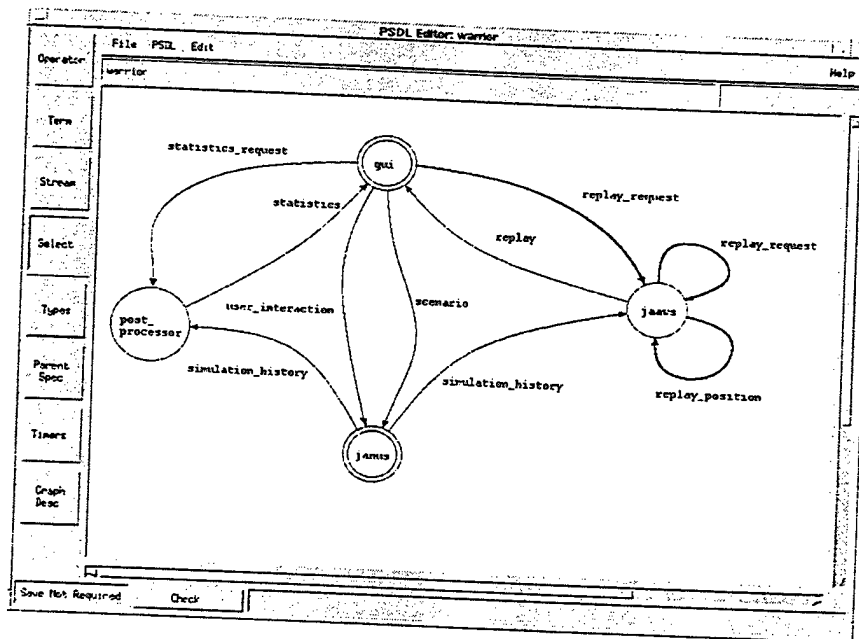 PSDL Editor: warrior
File PSDL Edit
Help
warrior
Operator
Term
Stream
Select
Types
Parent
Spec
Timers
Graph
Desc
statistics_request
gui
replay_request
statistics
replay
replay_request
user_interaction
scenario
jaaws
post_
processor
simulation_history
simulation_history
replay_position
janus
Save Not Required
Check